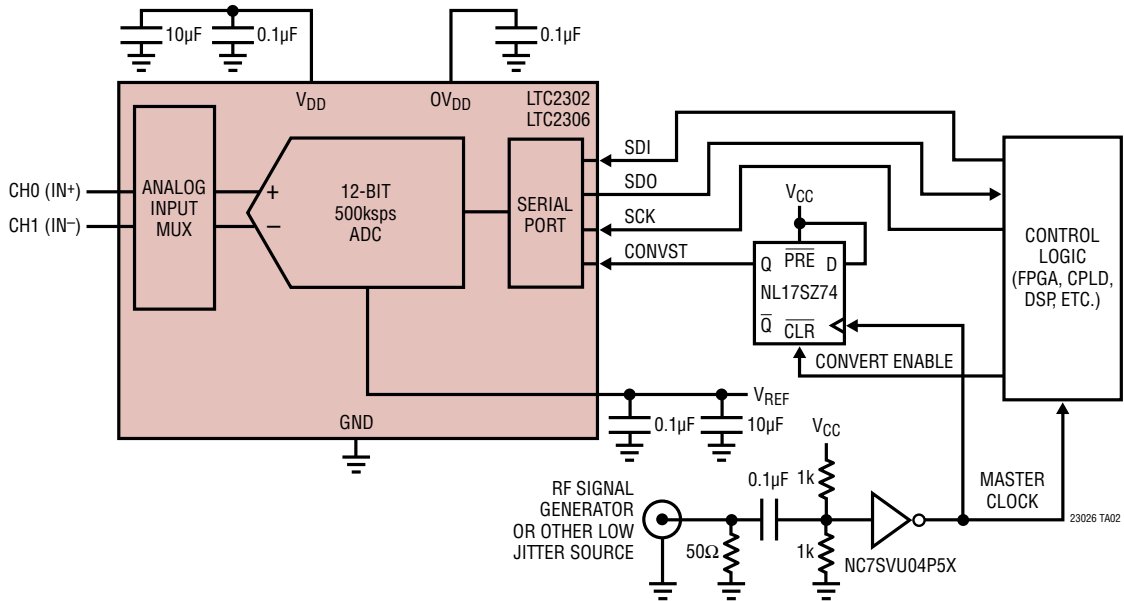 10µF
0.1µF
0.1µF
VDD
OVDD
LTC2302
LTC2306
CH0 (IN+)
CH1 (IN–)
ANALOG
INPUT
MUX
+
–
12-BIT
500ksps
ADC
SERIAL
PORT
SDI
SDO
SCK
CONVST
VCC
Q
PRE
D
NL17SZ74
Q
CLR
CONVERT ENABLE
CONTROL
LOGIC
(FPGA, CPLD,
DSP, ETC.)
GND
VREF
0.1µF
10µF
VCC
RF SIGNAL
GENERATOR
OR OTHER LOW
JITTER SOURCE
50Ω
0.1µF
1k
1k
NC7SVU04P5X
MASTER
CLOCK
23026 TA02